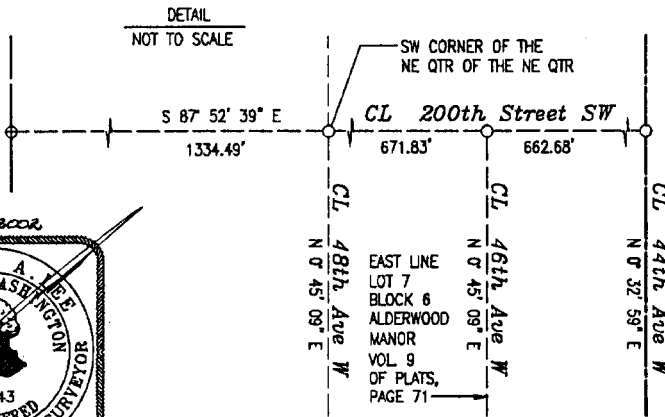 DETAIL
NOT TO SCALE
SW CORNER OF THE
NE QTR OF THE NE QTR
S 87° 52' 39" E
CL 200th Street SW
1334.49'
671.83'
662.68'
CL 48th Ave W
N 0° 45' 09" E
EAST LINE
LOT 7
BLOCK 6
ALDERWOOD
MANOR
VOL 9
OF PLATS,
PAGE 71
CL 46th Ave W
N 0° 45' 09" E
CL 44th Ave W
N 0° 32' 59" E
A. LEE
WASHINGTON
43
SURVEYOR